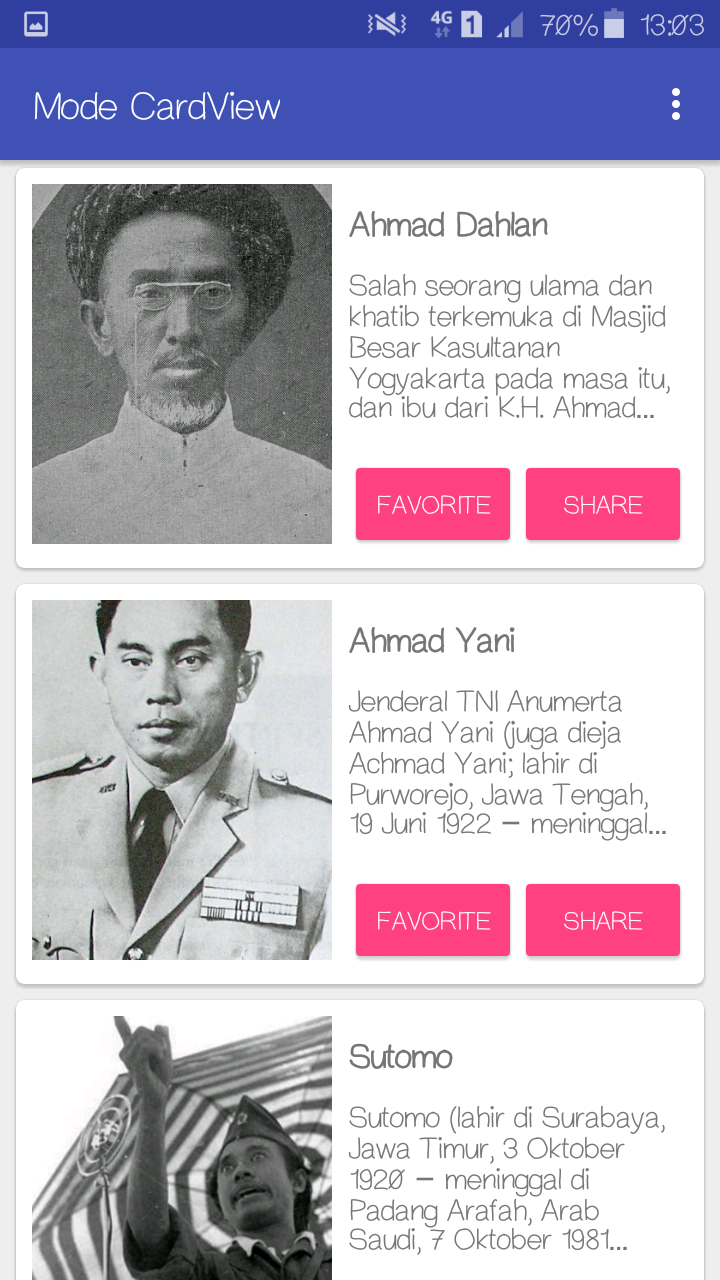 4G 1 70% 13:03
Mode CardView
Ahmad Dahlan
Salah seorang ulama dan
khatib terkemuka di Masjid
Besar Kasultanan
Yogyakarta pada masa itu,
dan ibu dari K.H. Ahmad...
FAVORITE SHARE
Ahmad Yani
Jenderal TNI Anumerta
Ahmad Yani (juga dieja
Achmad Yani; lahir di
Purworejo, Jawa Tengah,
19 Juni 1922 – meninggal...
FAVORITE SHARE
Sutomo
Sutomo (lahir di Surabaya,
Jawa Timur, 3 Oktober
1920 – meninggal di
Padang Arafah, Arab
Saudi, 7 Oktober 1981...